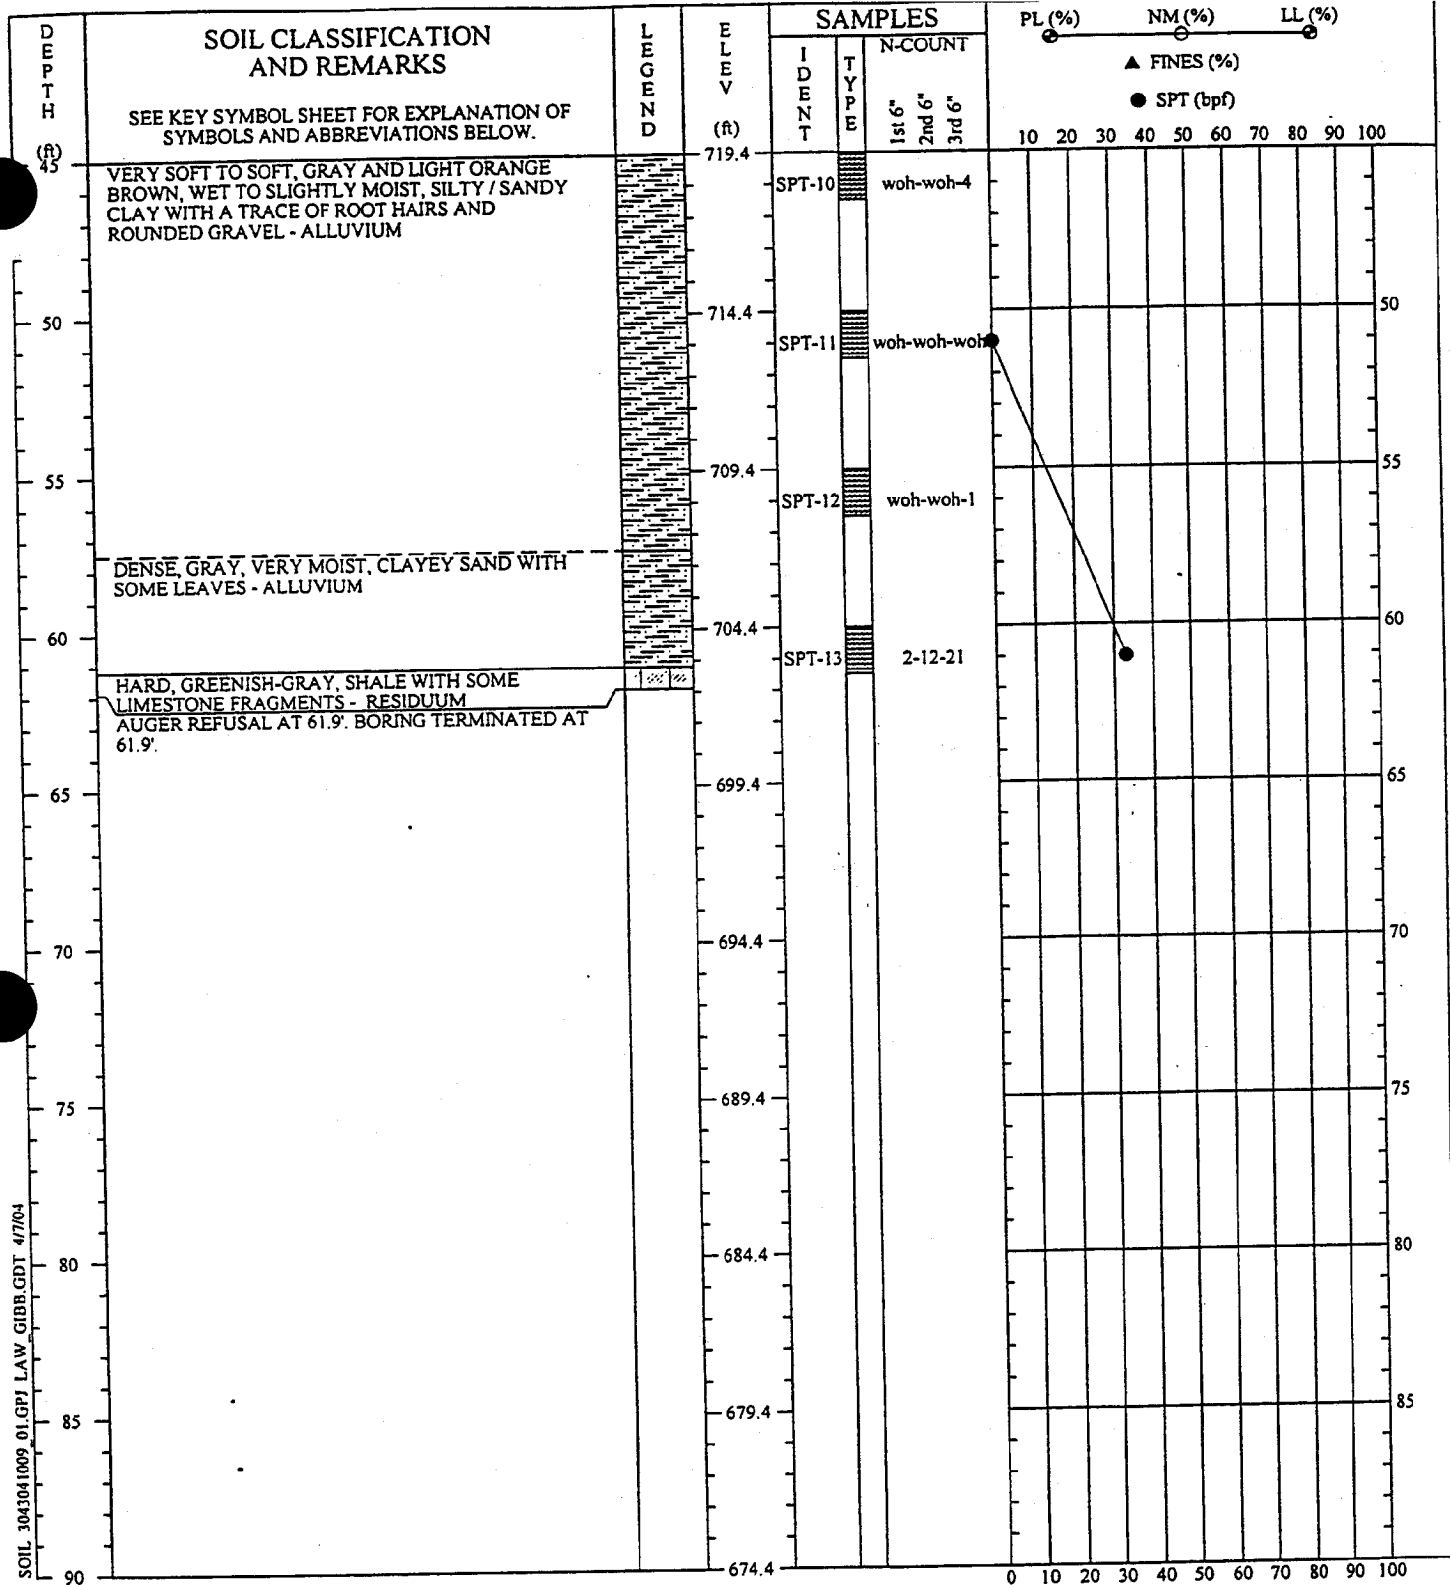 DEPTH
(ft)
SOIL CLASSIFICATION
AND REMARKS
SEE KEY SYMBOL SHEET FOR EXPLANATION OF
SYMBOLS AND ABBREVIATIONS BELOW.
LEGEND
ELEV
(ft)
SAMPLES
IDENT
TYPE
N-COUNT
1st 6"
2nd 6"
3rd 6"
PL (%) NM (%) LL (%)
▲ FINES (%)
● SPT (bpf)
10 20 30 40 50 60 70 80 90 100
45
719.4
VERY SOFT TO SOFT, GRAY AND LIGHT ORANGE
BROWN, WET TO SLIGHTLY MOIST, SILTY / SANDY
CLAY WITH A TRACE OF ROOT HAIRS AND
ROUNDED GRAVEL - ALLUVIUM
SPT-10 woh-woh-4
50 714.4 50
SPT-11 woh-woh-woh
55 709.4 55
SPT-12 woh-woh-1
DENSE, GRAY, VERY MOIST, CLAYEY SAND WITH
SOME LEAVES - ALLUVIUM
60 704.4 60
SPT-13 2-12-21
HARD, GREENISH-GRAY, SHALE WITH SOME
LIMESTONE FRAGMENTS - RESIDUUM
AUGER REFUSAL AT 61.9'. BORING TERMINATED AT
61.9'.
65 699.4 65
70 694.4 70
75 689.4 75
80 684.4 80
85 679.4 85
90 674.4
0 10 20 30 40 50 60 70 80 90 100
SOIL 3043041009_01.GPJ LAW_GIBB.GDT 4/7/04